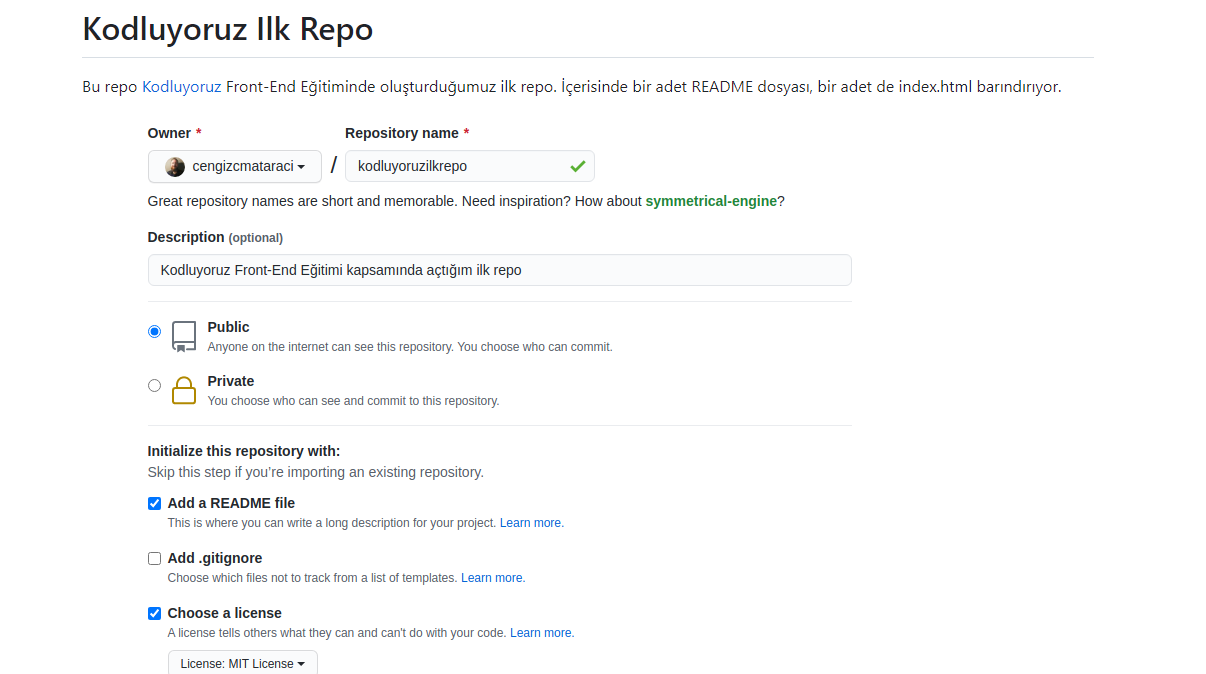 Kodluyoruz Ilk Repo
Bu repo Kodluyoruz Front-End Eğitiminde oluşturduğumuz ilk repo. İçerisinde bir adet README dosyası, bir adet de index.html barındırıyor.
Owner * Repository name *
cengizcmataraci / kodluyoruzilkrepo
Great repository names are short and memorable. Need inspiration? How about symmetrical-engine?
Description (optional)
Kodluyoruz Front-End Eğitimi kapsamında açtığım ilk repo
Public
Anyone on the internet can see this repository. You choose who can commit.
Private
You choose who can see and commit to this repository.
Initialize this repository with:
Skip this step if you're importing an existing repository.
Add a README file
This is where you can write a long description for your project. Learn more.
Add .gitignore
Choose which files not to track from a list of templates. Learn more.
Choose a license
A license tells others what they can and can't do with your code. Learn more.
License: MIT License